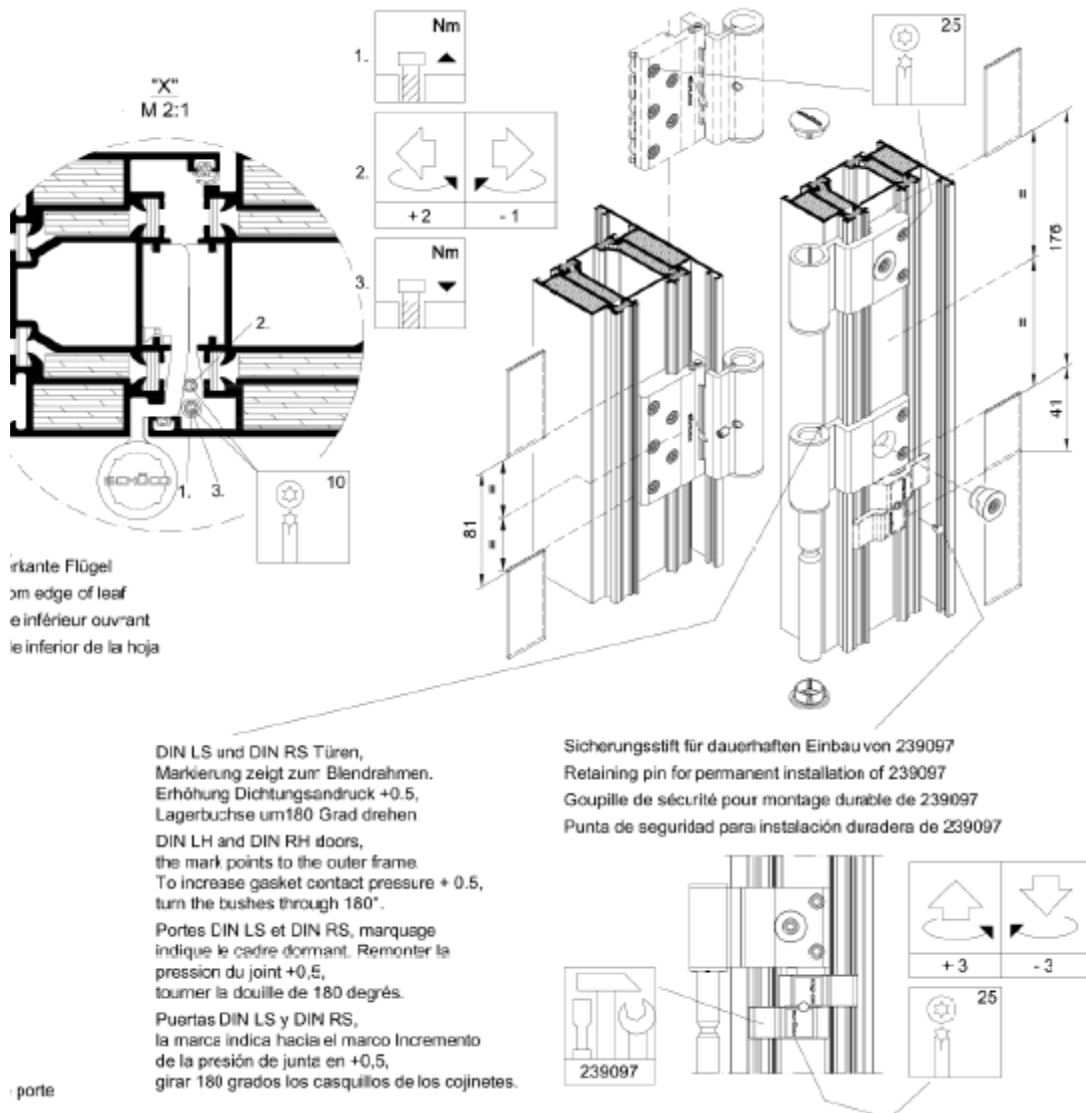 Nm
1.
25
"X"
M 2:1
2.
+2
- 1
Nm
3.
=
176
=
2.
41
SCHÜCO
1.
3.
10
=
81
=
erkante Flügel
om edge of leaf
e inférieur ouvrant
le inferior de la hoja
DIN LS und DIN RS Türen,
Markierung zeigt zum Blendrahmen.
Erhöhung Dichtungsandruck +0.5,
Lagerbuchse um180 Grad drehen
DIN LH and DIN RH doors,
the mark points to the outer frame.
To increase gasket contact pressure + 0.5,
turn the bushes through 180°.
Portes DIN LS et DIN RS, marquage
indique le cadre dormant. Remonter la
pression du joint +0,5,
tourner la douille de 180 degrés.
Puertas DIN LS y DIN RS,
la marca indica hacia el marco Incremento
de la presión de junta en +0,5,
girar 180 grados los casquillos de los cojinetes.
Sicherungsstift für dauerhaften Einbau von 239097
Retaining pin for permanent installation of 239097
Goupille de sécurité pour montage durable de 239097
Punta de seguridad para instalación duradera de 239097
+ 3
- 3
25
239097
porte